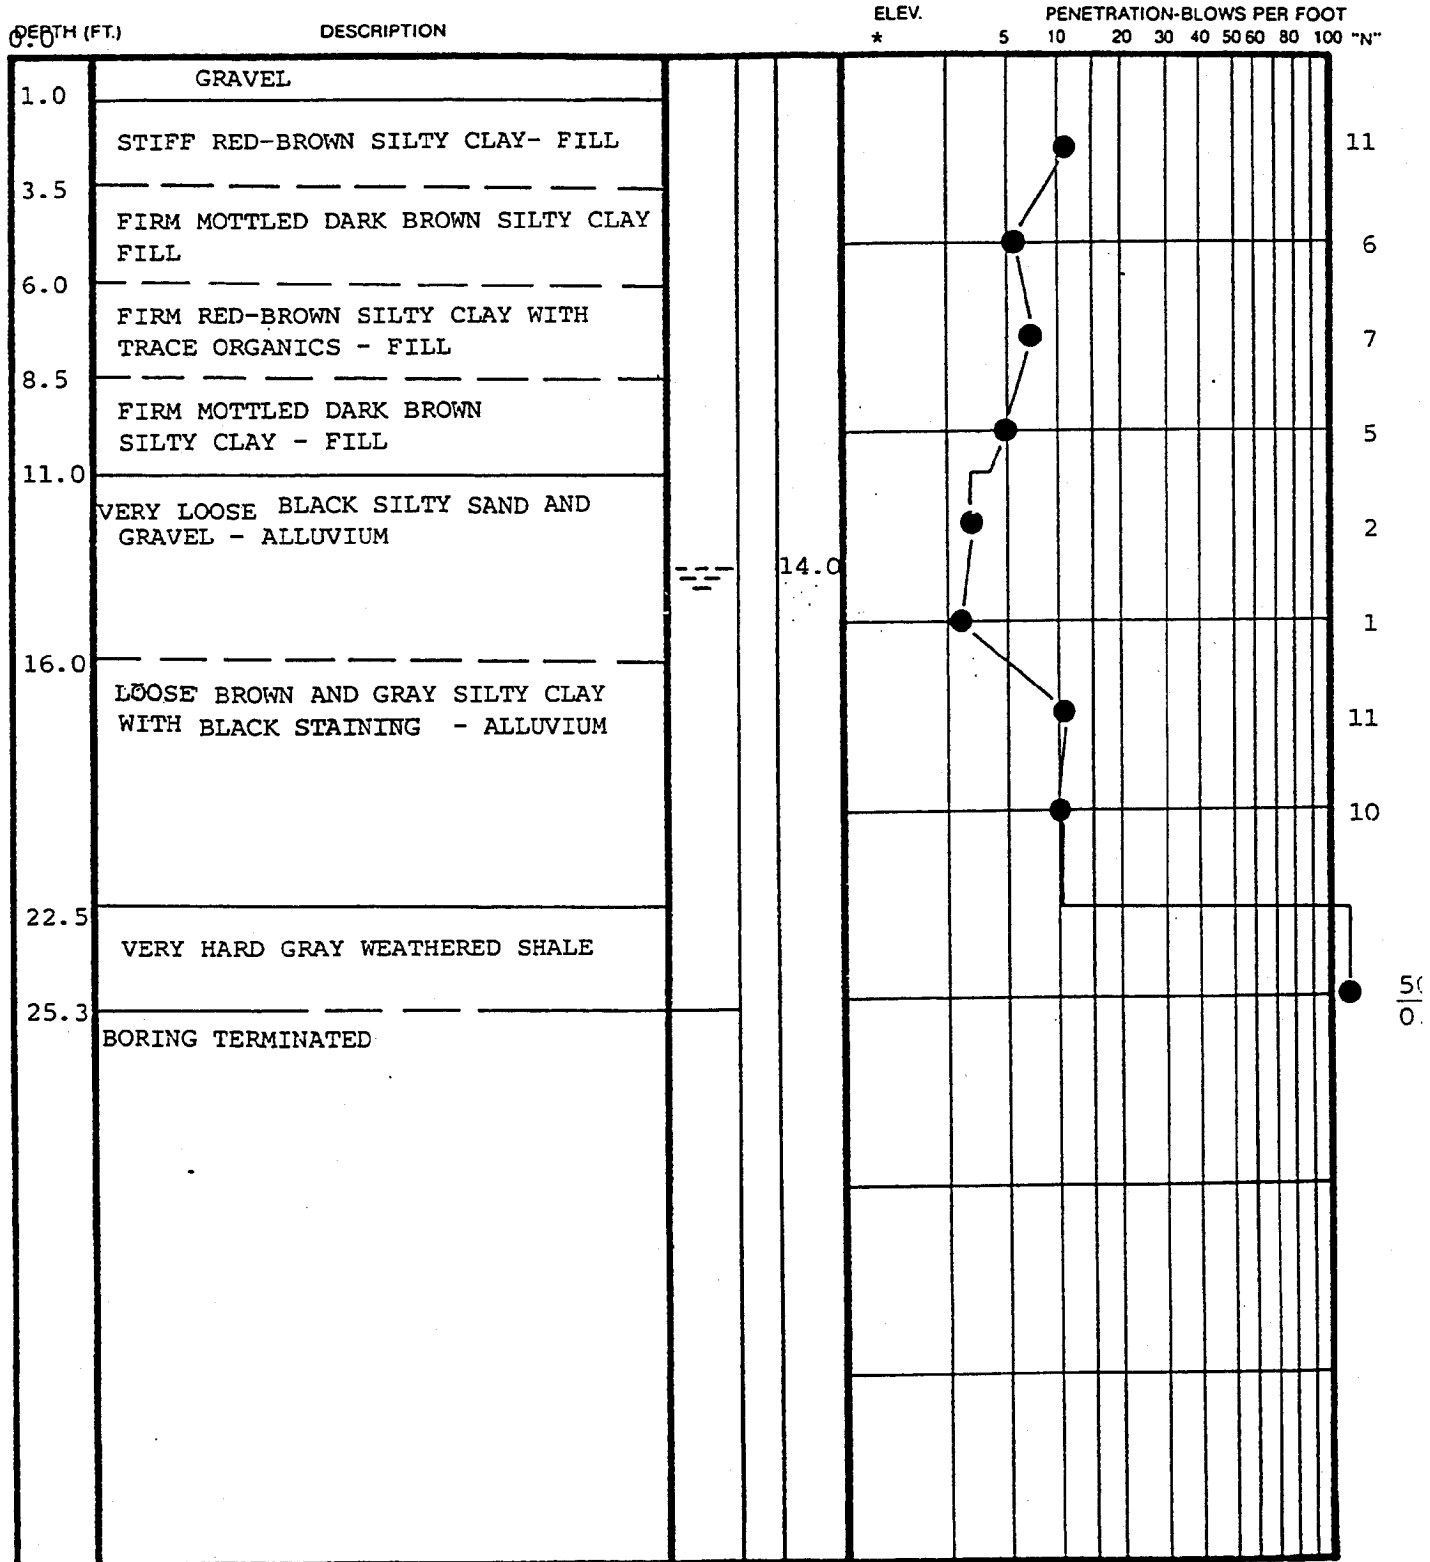 ELEV. PENETRATION-BLOWS PER FOOT
DEPTH (FT.) DESCRIPTION * 5 10 20 30 40 50 60 80 100 "N"
0.0
GRAVEL
1.0
STIFF RED-BROWN SILTY CLAY- FILL 11
3.5
FIRM MOTTLED DARK BROWN SILTY CLAY
FILL 6
6.0
FIRM RED-BROWN SILTY CLAY WITH
TRACE ORGANICS - FILL 7
8.5
FIRM MOTTLED DARK BROWN
SILTY CLAY - FILL 5
11.0
VERY LOOSE BLACK SILTY SAND AND
GRAVEL - ALLUVIUM 2
14.0
1
16.0
LOOSE BROWN AND GRAY SILTY CLAY
WITH BLACK STAINING - ALLUVIUM 11
10
22.5
VERY HARD GRAY WEATHERED SHALE
25.3
BORING TERMINATED